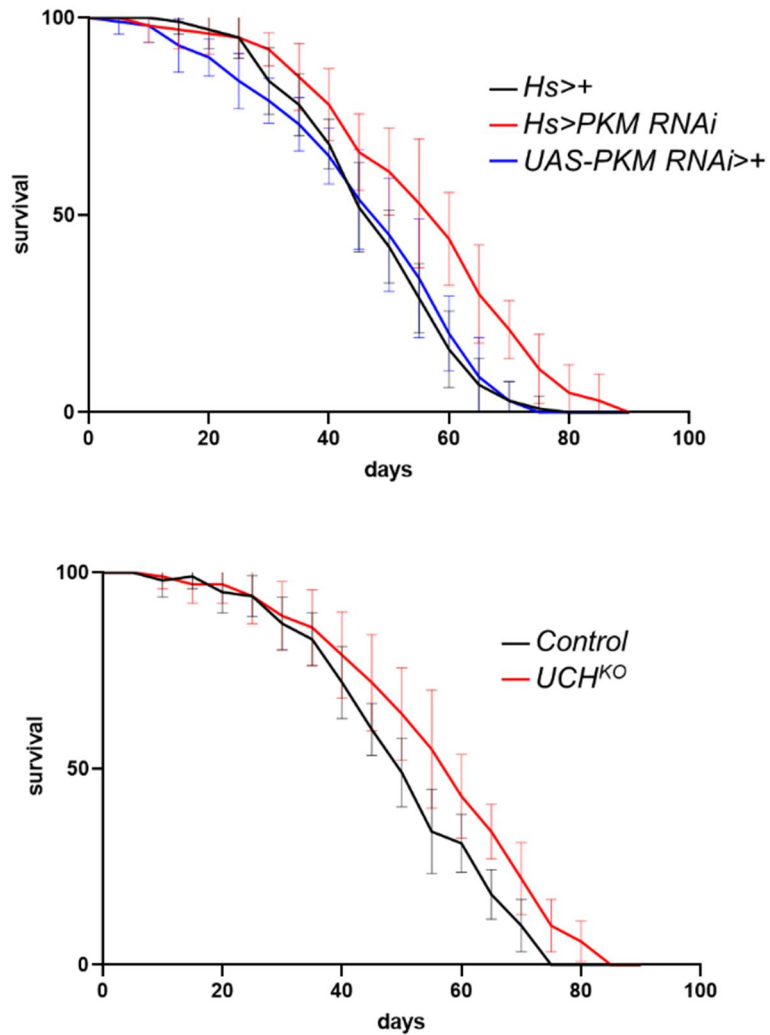 100
50
0
survival
0 20 40 60 80 100
days
Hs>+
Hs>PKM RNAi
UAS-PKM RNAi>+
100
50
0
survival
0 20 40 60 80 100
days
Control
UCH^KO